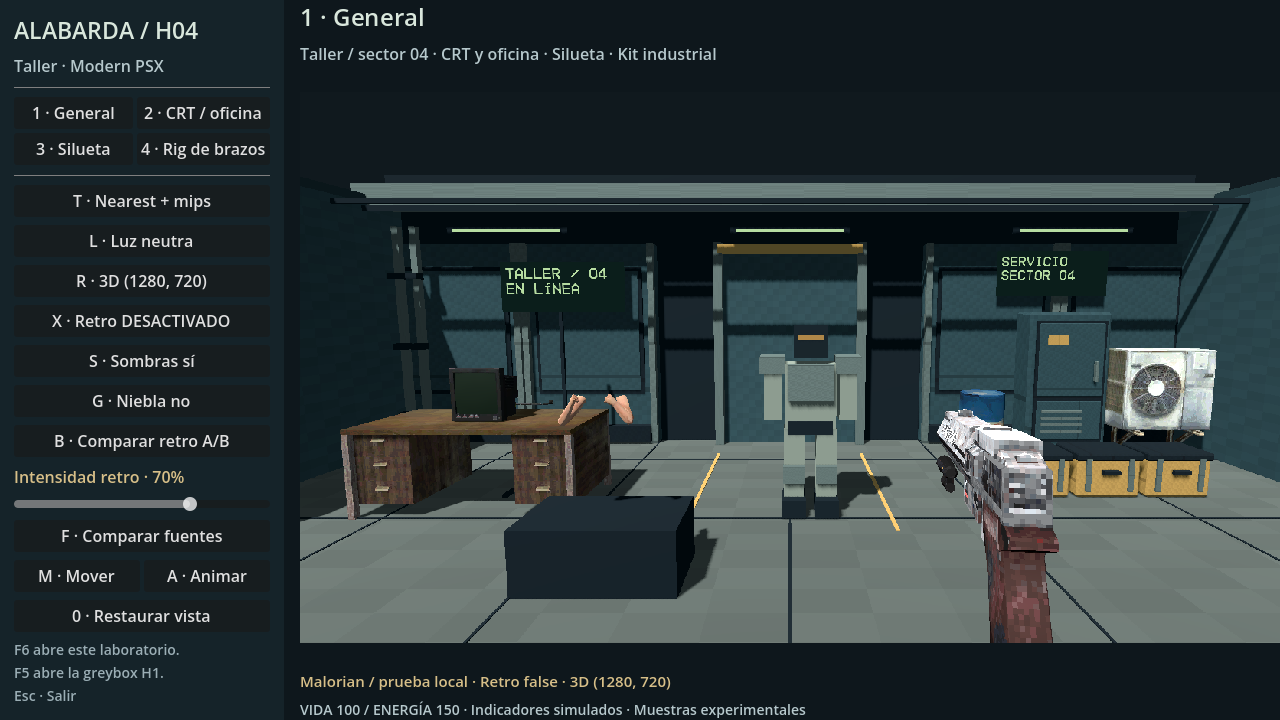 ALABARDA / H04
Taller · Modern PSX
1 · General
2 · CRT / oficina
3 · Silueta
4 · Rig de brazos
T · Nearest + mips
L · Luz neutra
R · 3D (1280, 720)
X · Retro DESACTIVADO
S · Sombras sí
G · Niebla no
B · Comparar retro A/B
Intensidad retro · 70%
F · Comparar fuentes
M · Mover
A · Animar
0 · Restaurar vista
F6 abre este laboratorio.
F5 abre la greybox H1.
Esc · Salir
1 · General
Taller / sector 04 · CRT y oficina · Silueta · Kit industrial
TALLER / 04
EN LÍNEA
SERVICIO
SECTOR 04
Malorian / prueba local · Retro false · 3D (1280, 720)
VIDA 100 / ENERGÍA 150 · Indicadores simulados · Muestras experimentales